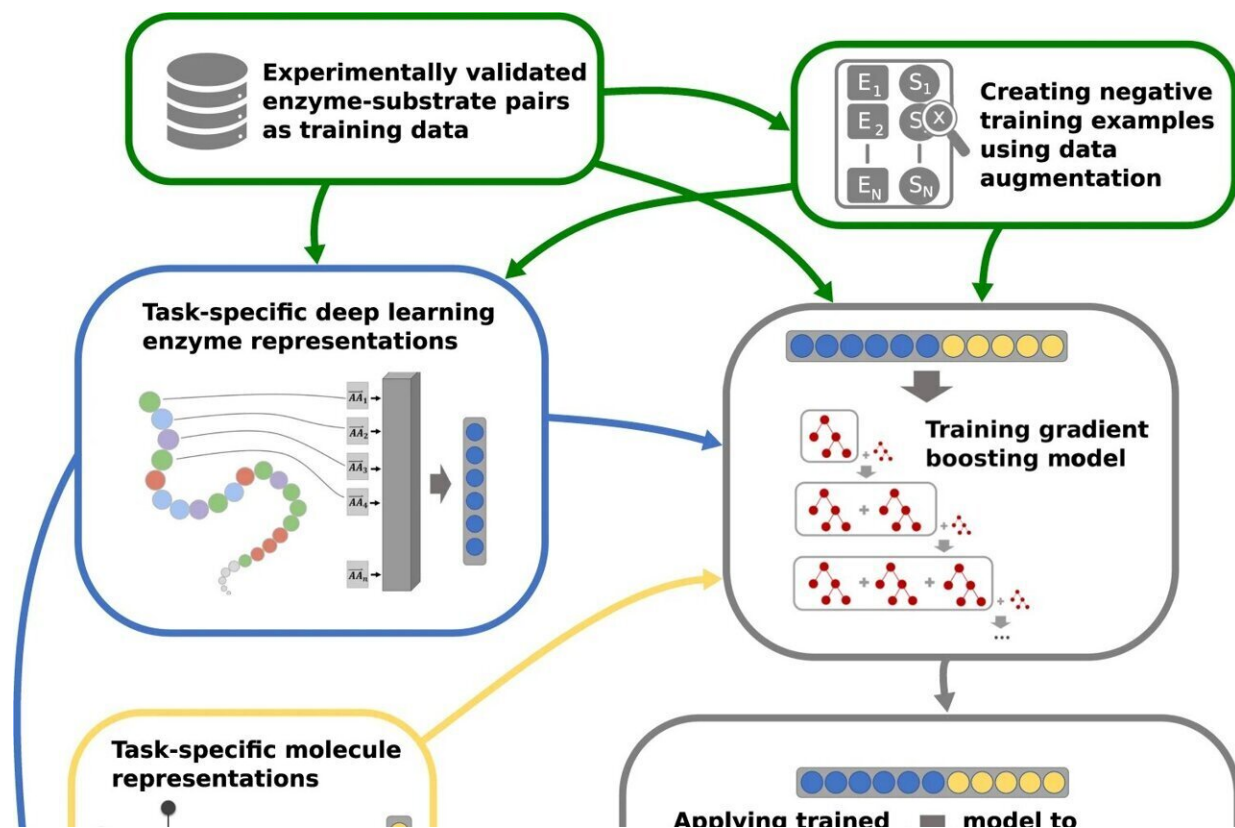 Experimentally validated
enzyme-substrate pairs
as training data
E1 S1
E2 S
EN SN
X
Creating negative
training examples
using data
augmentation
Task-specific deep learning
enzyme representations
AA1
AA2
AA3
AA4
AAn
Training gradient
boosting model
+
+ +
+ + +
...
Task-specific molecule
representations
Applying trained model to